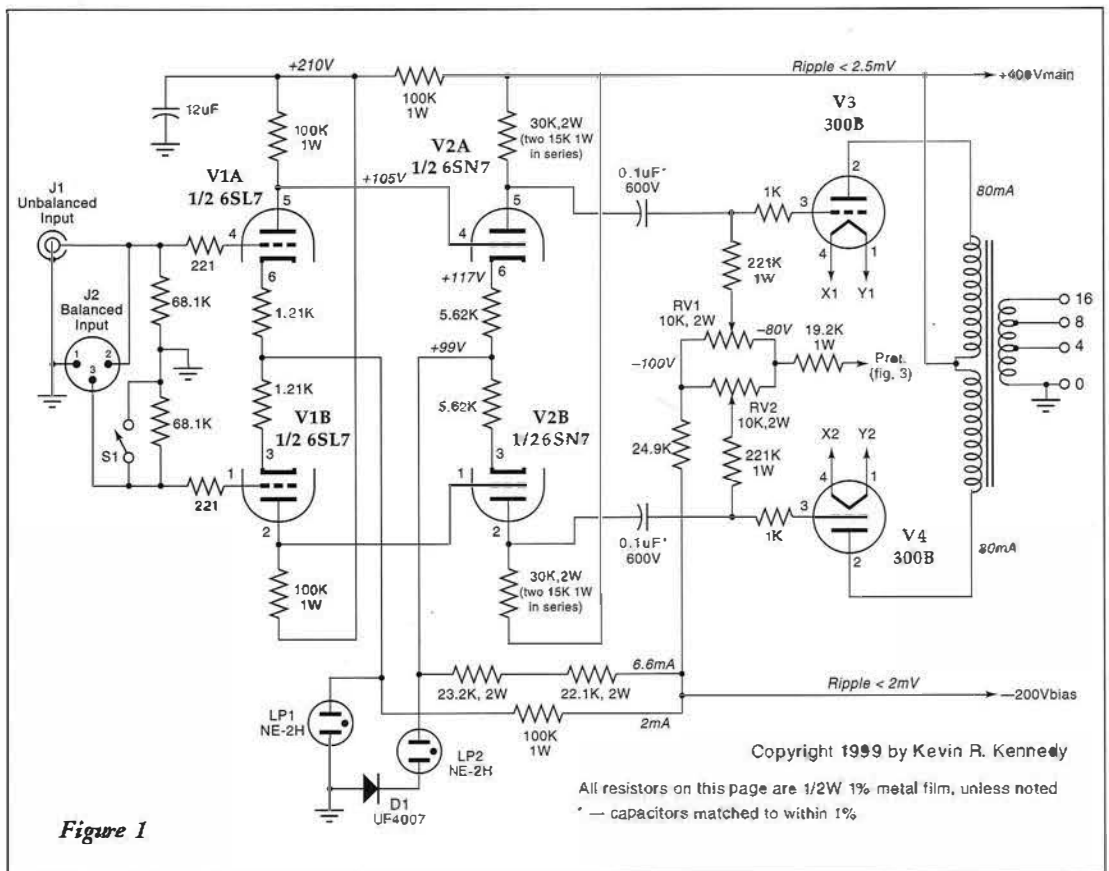 +210V
Ripple < 2.5mV
+400Vmain
100K
1W
12uF
100K
1W
30K,2W
(two 15K 1W
in series)
V3
300B
V1A
1/2 6SL7
V2A
1/2 6SN7
+105V
0.1uF*
600V
1K
2
3
4
1
80mA
J1
Unbalanced
Input
221
4
5
6
4
5
6
+117V
221K
1W
X1
Y1
16
8
4
0
J2
Balanced
Input
68.1K
1.21K
5.62K
RV1
10K, 2W
-80V
19.2K
1W
Prot.
(fig. 3)
1
2
3
+99V
-100V
RV2
10K,2W
68.1K
1.21K
5.62K
S1
V1B
1/2 6SL7
V2B
1/26SN7
24.9K
221K
1W
X2
Y2
221
1
3
2
1
3
2
4
1
3
2
1K
V4
300B
0.1uF*
600V
80mA
100K
1W
30K,2W
(two 15K 1W
in series)
6.6mA
23.2K, 2W
22.1K, 2W
Ripple < 2mV
-200Vbias
LP1
NE-2H
100K
1W
2mA
LP2
NE-2H
D1
UF4007
Copyright 1999 by Kevin R. Kennedy
All resistors on this page are 1/2W 1% metal film, unless noted
* — capacitors matched to within 1%
Figure 1